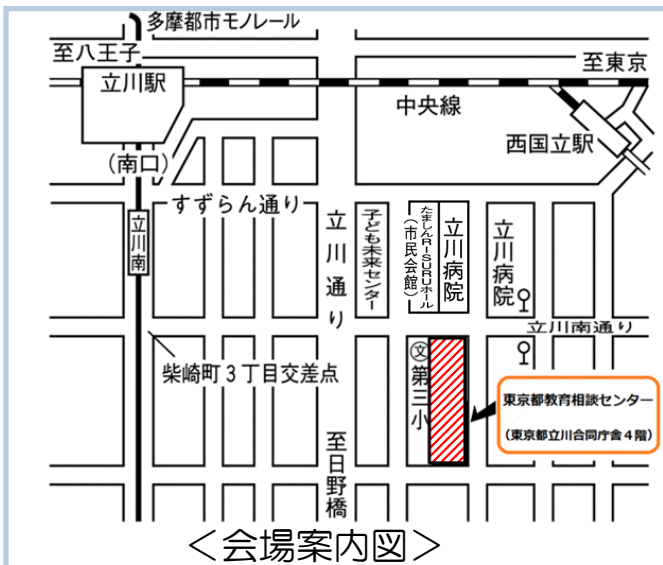 多摩都市モノレール
至八王子
立川駅
至東京
中央線
西国立駅
(南口)
すずらん通り
立川南
立川通り
子ども未来センター
たましんRISURUホール
(市民会館)
立川病院
立川病院
立川南通り
柴崎町3丁目交差点
文
第三小
東京都教育相談センター
(東京都立川合同庁舎4階)
至日野橋
<会場案内図>